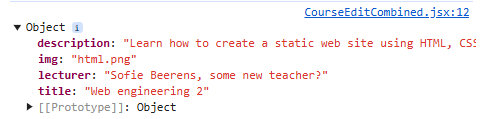 CourseEditCombined.jsx:12
▼ Object i
description: "Learn how to create a static web site using HTML, CSS
img: "html.png"
lecturer: "Sofie Beerens, some new teacher?"
title: "Web engineering 2"
▶ [[Prototype]]: Object